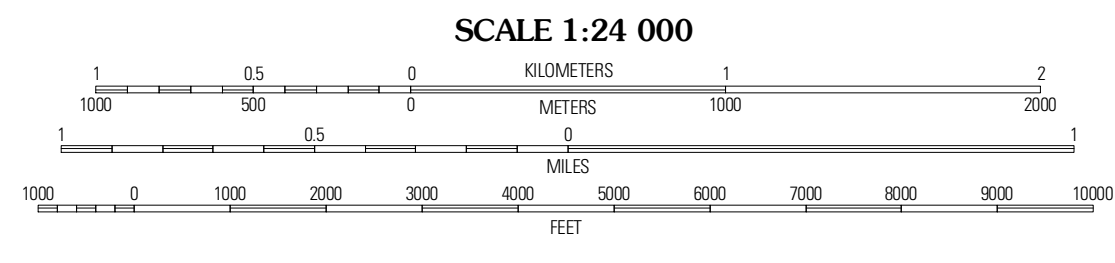 SCALE 1:24 000
1 0.5 0 KILOMETERS 1 2
1000 500 0 METERS 1000 2000
1 0.5 0 1
MILES
1000 0 1000 2000 3000 4000 5000 6000 7000 8000 9000 10000
FEET